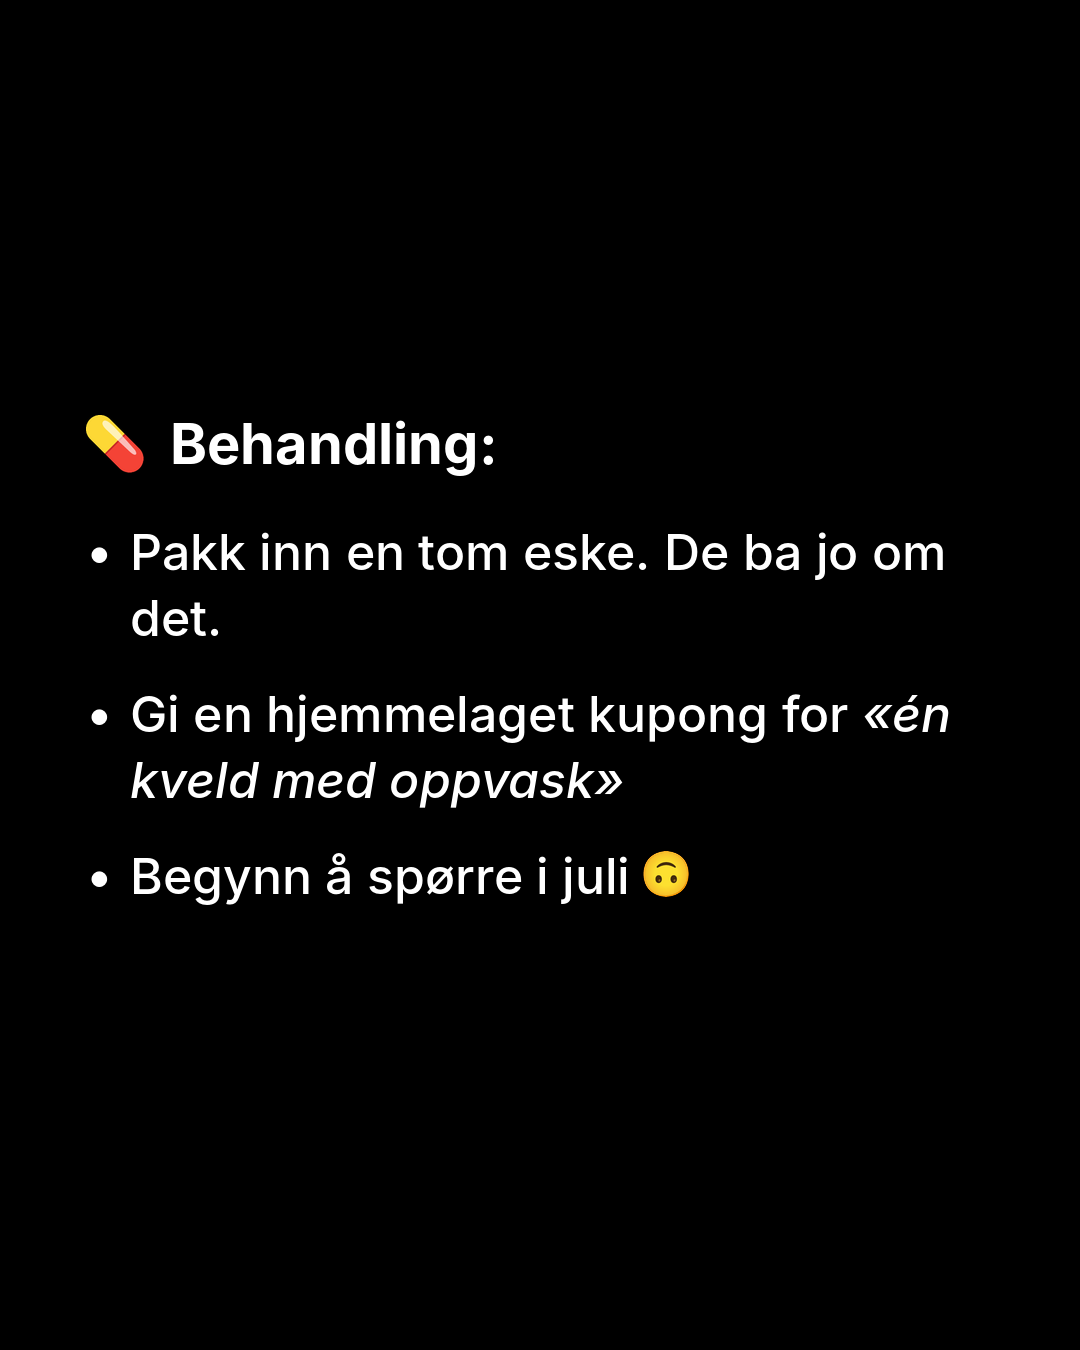 💊 Behandling:
• Pakk inn en tom eske. De ba jo om
det.
• Gi en hjemmelaget kupong for «én
kveld med oppvask»
• Begynn å spørre i juli 🙃